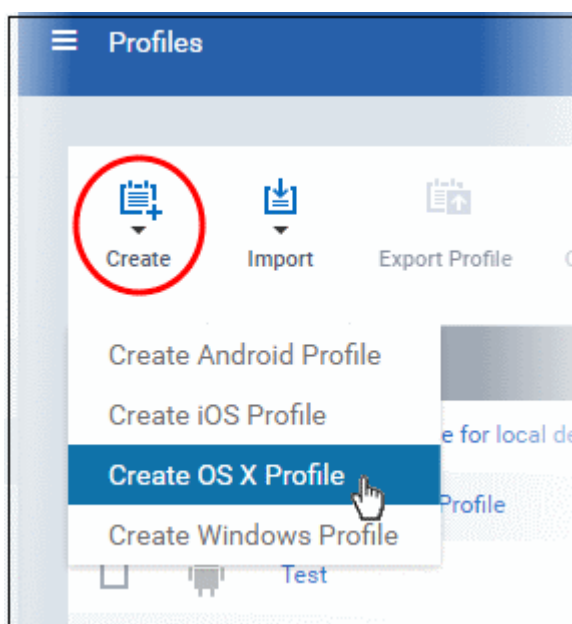 Profiles
Create Import Export Profile
Create Android Profile
Create iOS Profile
e for local de
Create OS X Profile
Profile
Create Windows Profile
Test